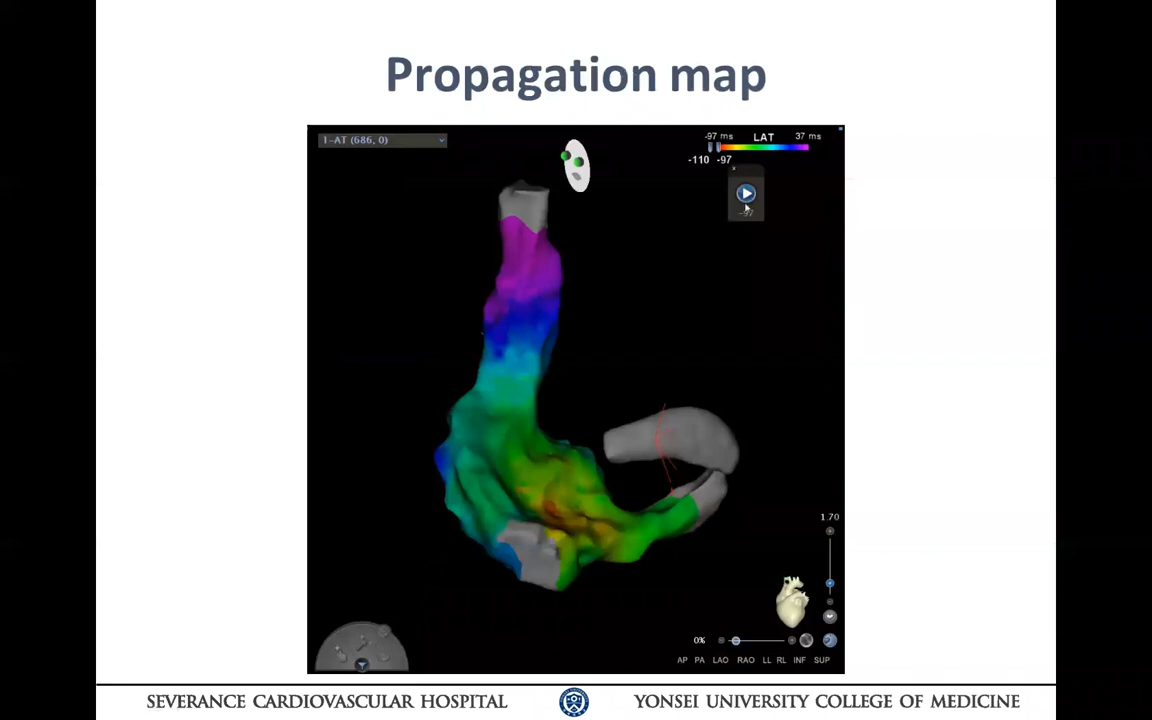 Propagation map
1-AT (686, 0)
-97 ms LAT 37 ms
-110 -97
-97
1.70
0%
AP PA LAO RAO LL RL INF SUP
SEVERANCE CARDIOVASCULAR HOSPITAL YONSEI UNIVERSITY COLLEGE OF MEDICINE